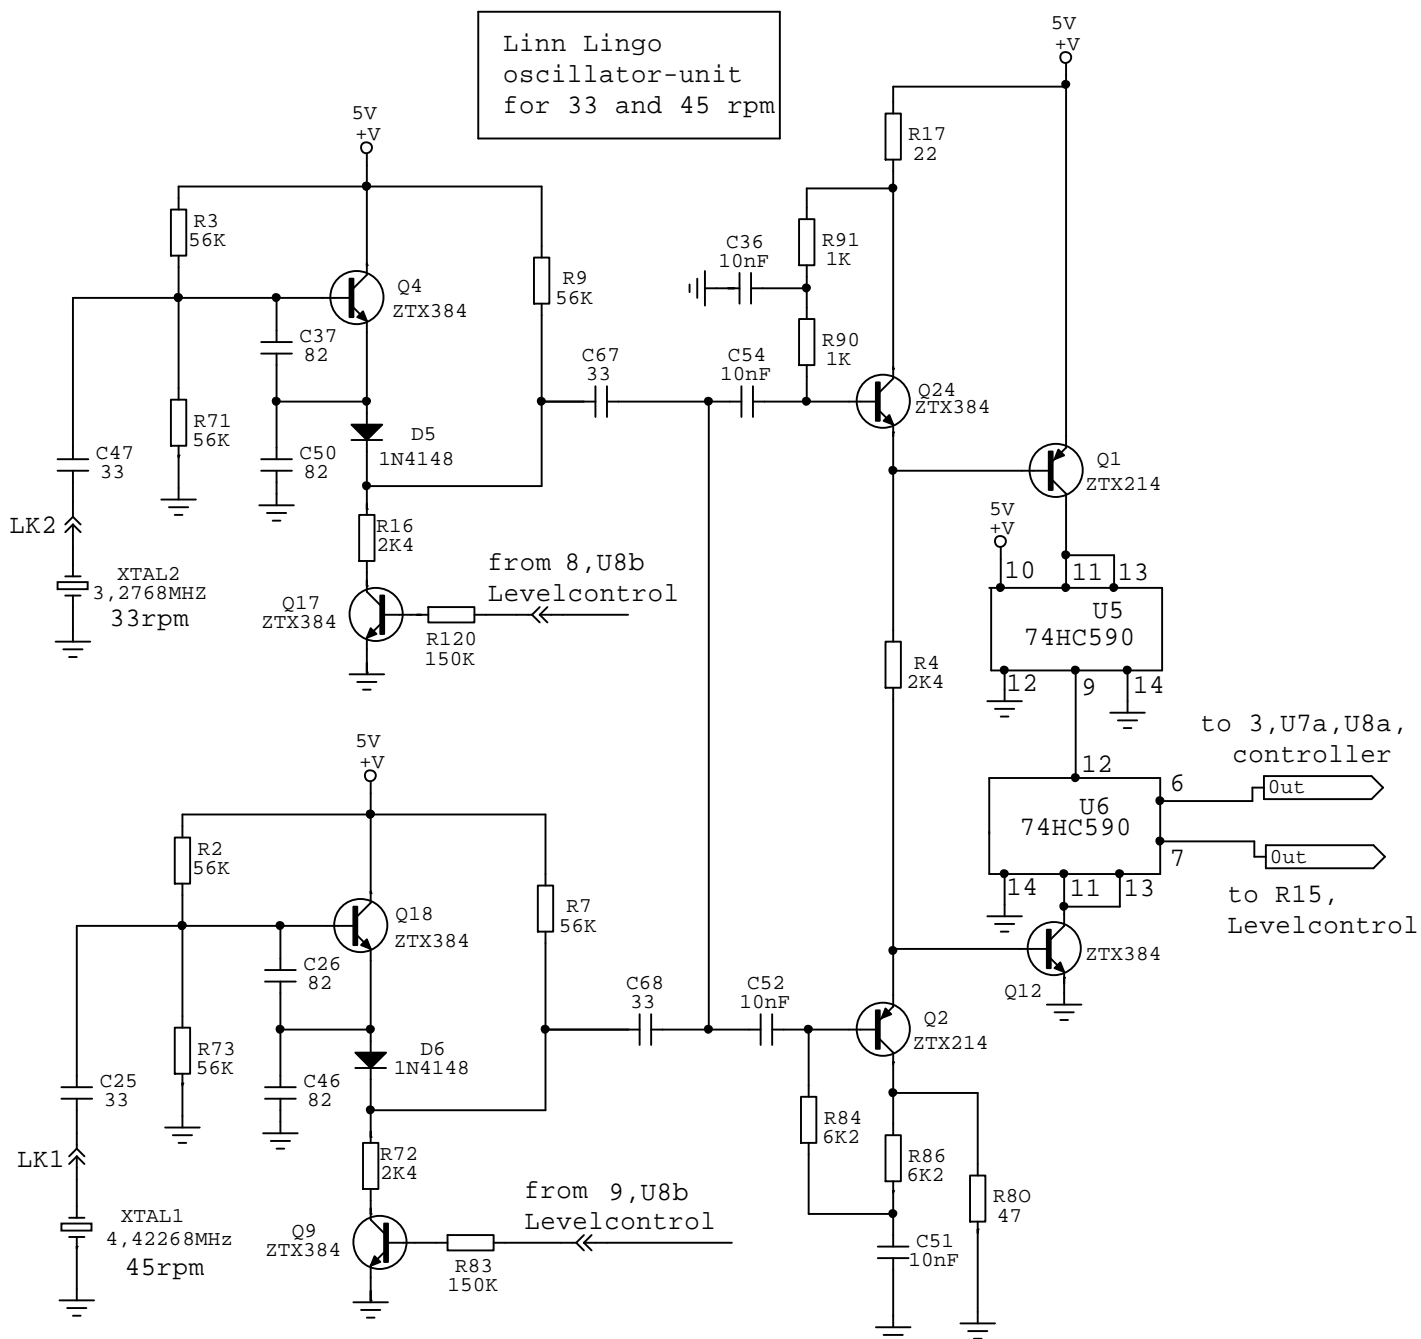 Linn Lingo
oscillator-unit
for 33 and 45 rpm
5V
+V
R17
22
5V
+V
R3
56K
Q4
ZTX384
R9
56K
C36
10nF
R91
1K
C37
82
C67
33
C54
10nF
R90
1K
Q24
ZTX384
R71
56K
C47
33
C50
82
D5
1N4148
Q1
ZTX214
LK2
R16
2K4
5V
+V
10
11
13
XTAL2
3,2768MHZ
33rpm
Q17
ZTX384
R120
150K
from 8,U8b
Levelcontrol
U5
74HC590
R4
2K4
12
9
14
5V
+V
to 3,U7a,U8a,
controller
12
6
0ut
U6
74HC590
7
0ut
14
11
13
to R15,
Levelcontrol
R2
56K
Q18
ZTX384
R7
56K
ZTX384
Q12
C26
82
C68
33
C52
10nF
Q2
ZTX214
R73
56K
C25
33
C46
82
D6
1N4148
R84
6K2
R86
6K2
LK1
R72
2K4
R80
47
XTAL1
4,42268MHz
45rpm
Q9
ZTX384
R83
150K
from 9,U8b
Levelcontrol
C51
10nF